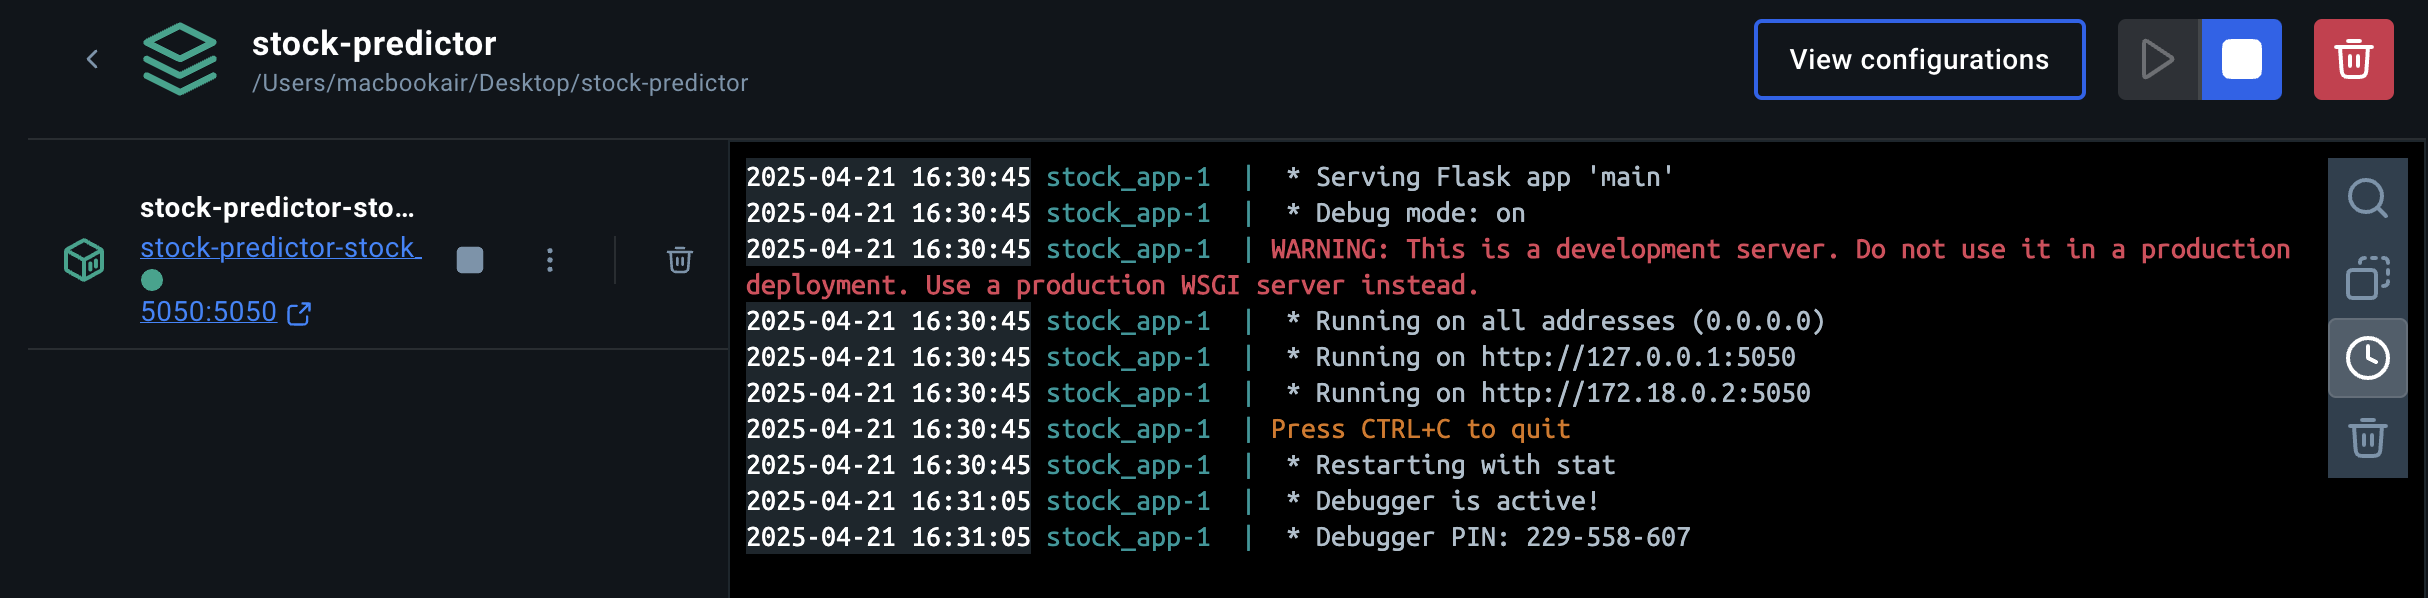 stock-predictor
/Users/macbookair/Desktop/stock-predictor
View configurations
stock-predictor-sto...
stock-predictor-stock_
5050:5050
2025-04-21 16:30:45 stock_app-1  |  * Serving Flask app 'main'
2025-04-21 16:30:45 stock_app-1  |  * Debug mode: on
2025-04-21 16:30:45 stock_app-1  | WARNING: This is a development server. Do not use it in a production
deployment. Use a production WSGI server instead.
2025-04-21 16:30:45 stock_app-1  |  * Running on all addresses (0.0.0.0)
2025-04-21 16:30:45 stock_app-1  |  * Running on http://127.0.0.1:5050
2025-04-21 16:30:45 stock_app-1  |  * Running on http://172.18.0.2:5050
2025-04-21 16:30:45 stock_app-1  | Press CTRL+C to quit
2025-04-21 16:30:45 stock_app-1  |  * Restarting with stat
2025-04-21 16:31:05 stock_app-1  |  * Debugger is active!
2025-04-21 16:31:05 stock_app-1  |  * Debugger PIN: 229-558-607